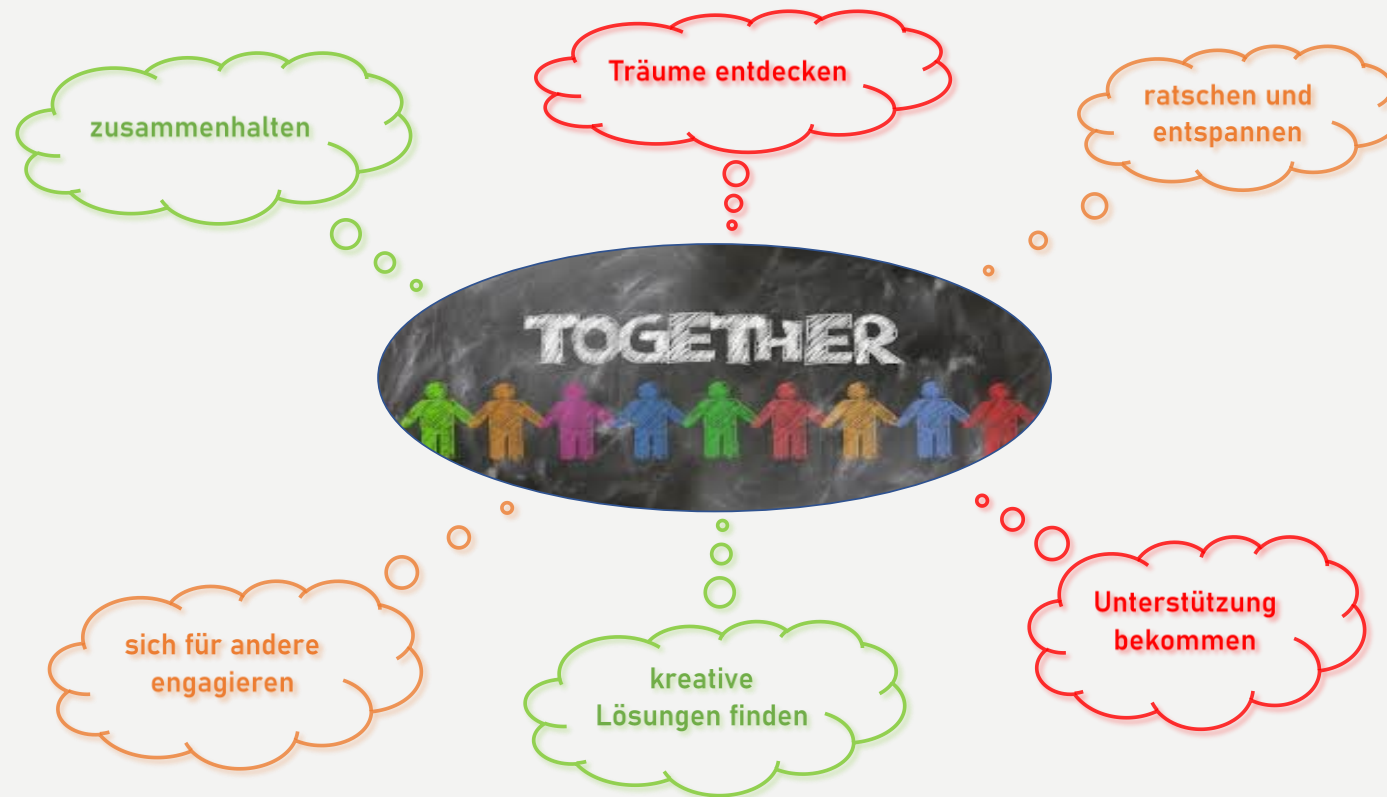 Träume entdecken
zusammenhalten
ratschen und
entspannen
TOGETHER
sich für andere
engagieren
kreative
Lösungen finden
Unterstützung
bekommen